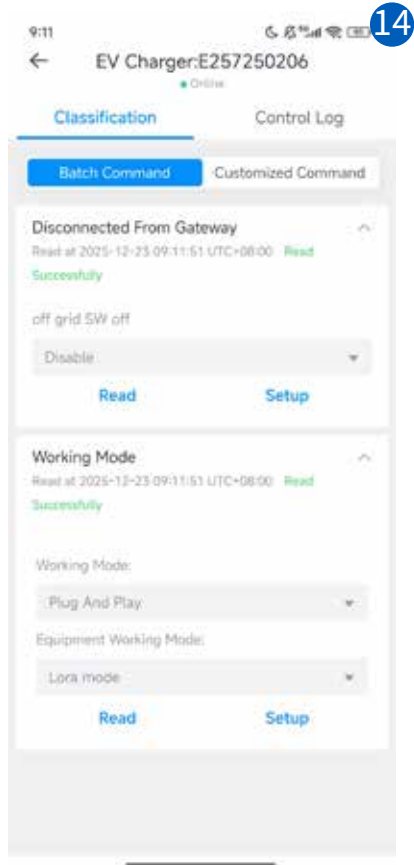 9:11
14
EV Charger:E257250206
Online
Classification
Control Log
Batch Command
Customized Command
Disconnected From Gateway
Read at 2025-12-23 09:11:51 UTC+08:00 Read
Successfully
off grid SW off
Disable
Read
Setup
Working Mode
Read at 2025-12-23 09:11:51 UTC+08:00 Read
Successfully
Working Mode:
Plug And Play
Equipment Working Mode:
Lora mode
Read
Setup